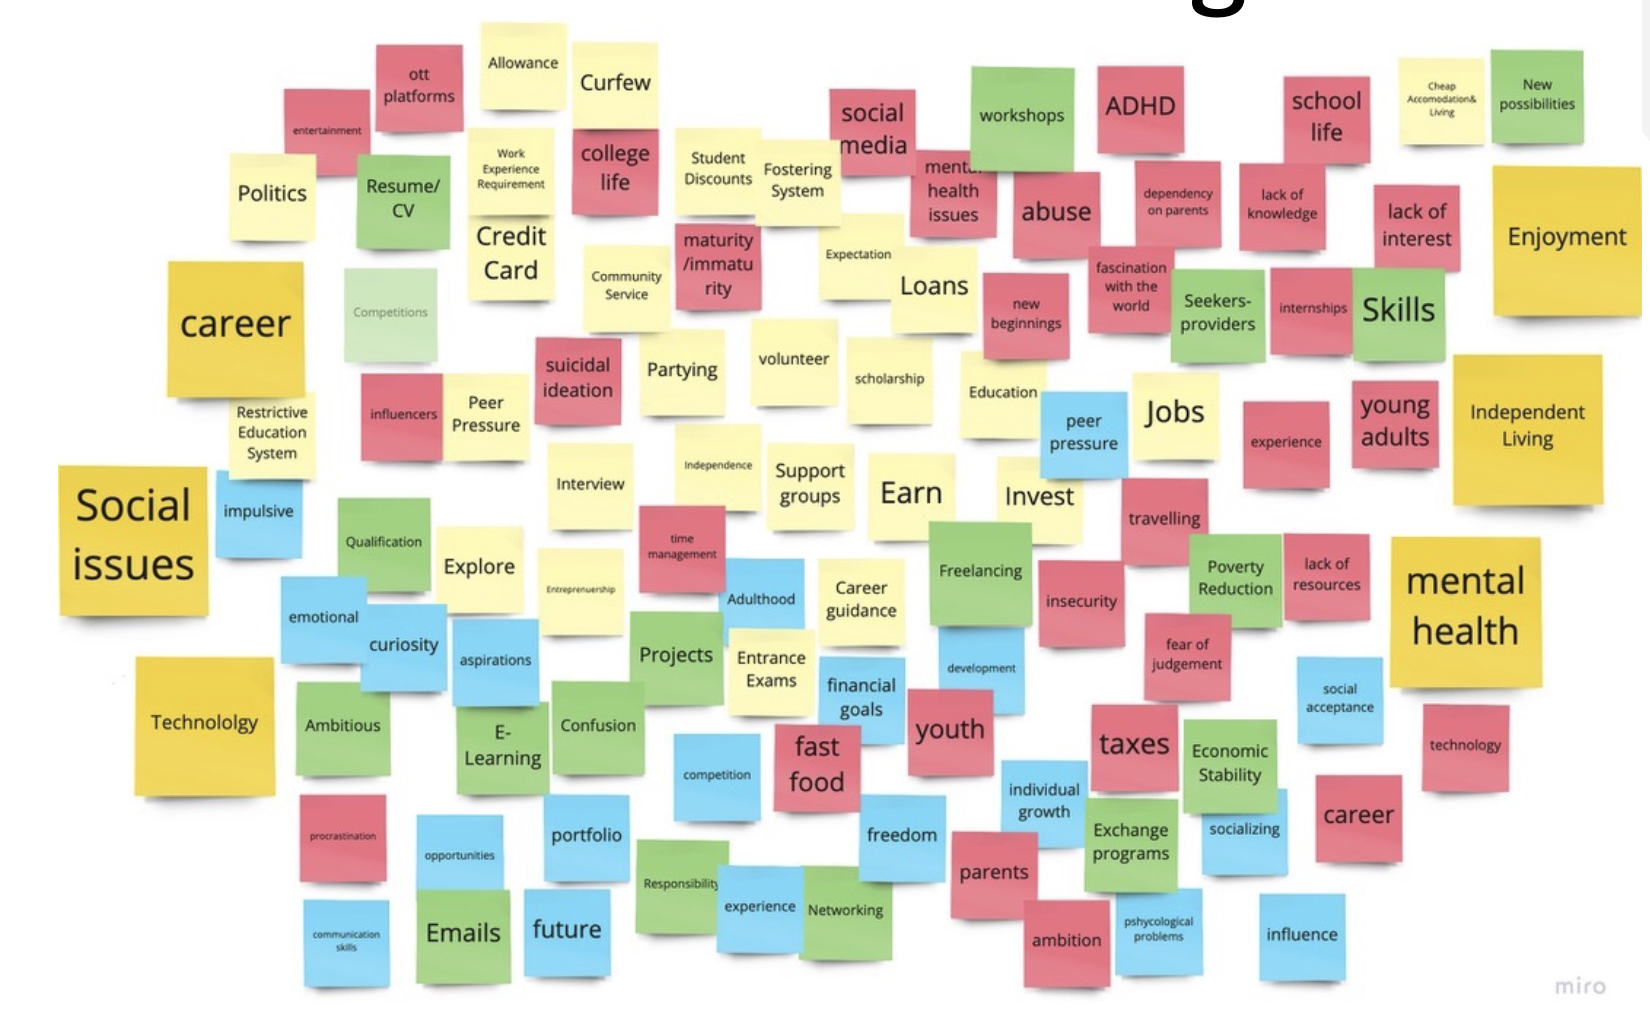 g
ott
platforms
Allowance
Curfew
entertainment
social
media
workshops
ADHD
school
life
Cheap
Accomodation&
Living
New
possibilities
Politics
Resume/
CV
Work
Experience
Requirement
college
life
Student
Discounts
Fostering
System
mental
health
issues
abuse
dependency
on parents
lack of
knowledge
lack of
interest
Enjoyment
Credit
Card
Community
Service
maturity
/immatu
rity
Expectation
Loans
new
beginnings
fascination
with the
world
Seekers-
providers
internships
Skills
career
Competitions
suicidal
ideation
Partying
volunteer
scholarship
Education
peer
pressure
Jobs
experience
young
adults
Independent
Living
Restrictive
Education
System
influencers
Peer
Pressure
Interview
Independence
Support
groups
Earn
Invest
Social
issues
impulsive
Qualification
Explore
Entreprenuership
time
management
Adulthood
Career
guidance
Freelancing
insecurity
travelling
Poverty
Reduction
lack of
resources
mental
health
emotional
curiosity
aspirations
Projects
Entrance
Exams
financial
goals
development
fear of
judgement
social
acceptance
Technololgy
Ambitious
E-
Learning
Confusion
competition
fast
food
youth
taxes
Economic
Stability
technology
procrastination
opportunities
portfolio
freedom
individual
growth
Exchange
programs
socializing
career
communication
skills
Emails
future
Responsibility
experience
Networking
parents
ambition
pshycological
problems
influence
miro